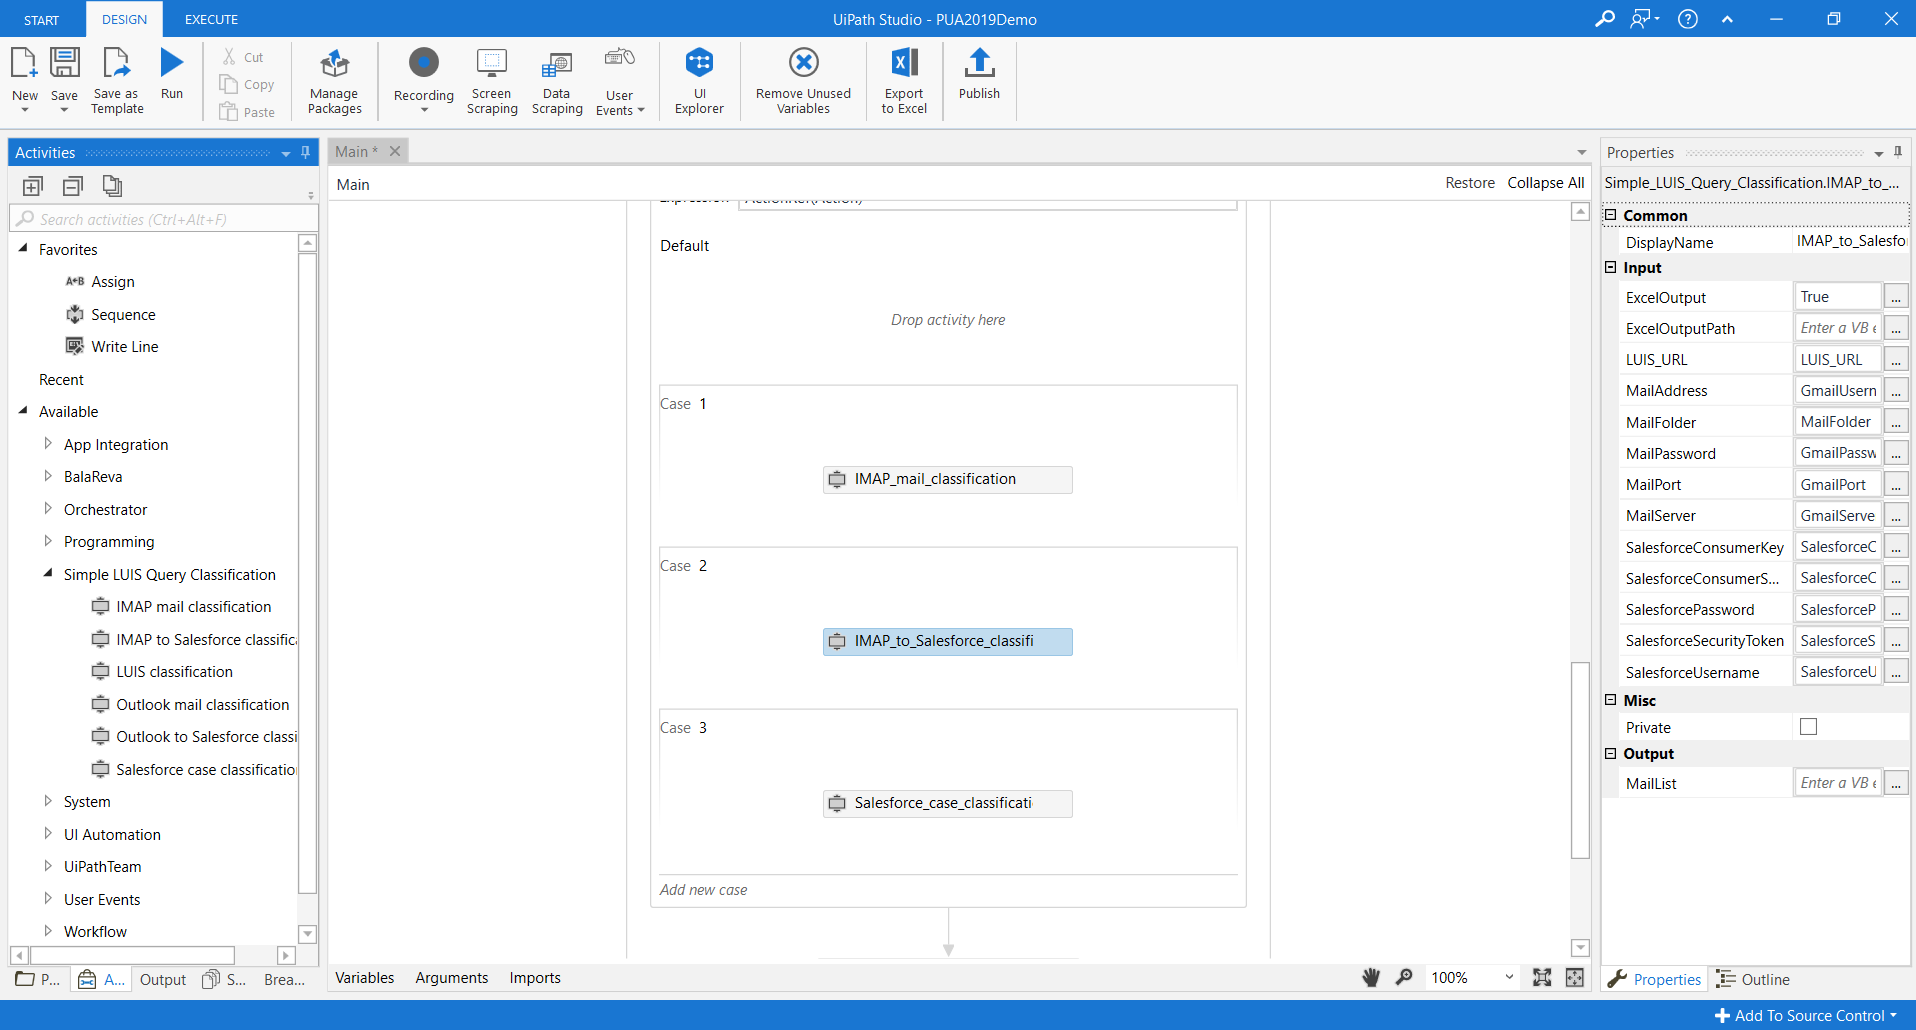 START
DESIGN
EXECUTE
UiPath Studio - PUA2019Demo
New
Save
Save as
Template
Run
Cut
Copy
Paste
Manage
Packages
Recording
Screen
Scraping
Data
Scraping
User
Events
UI
Explorer
Remove Unused
Variables
Export
to Excel
Publish
Activities
Search activities (Ctrl+Alt+F)
Favorites
A+B Assign
Sequence
Write Line
Recent
Available
App Integration
BalaReva
Orchestrator
Programming
Simple LUIS Query Classification
IMAP mail classification
IMAP to Salesforce classific
LUIS classification
Outlook mail classification
Outlook to Salesforce classi
Salesforce case classificatio
System
UI Automation
UiPathTeam
User Events
Workflow
P...
A...
Output
S...
Brea...
Main *
Main
Restore
Collapse All
Expression
ActionRef(Action)
Default
Drop activity here
Case 1
IMAP_mail_classification
Case 2
IMAP_to_Salesforce_classifi
Case 3
Salesforce_case_classificati
Add new case
Variables
Arguments
Imports
100%
Properties
Simple_LUIS_Query_Classification.IMAP_to_...
Common
DisplayName IMAP_to_Salesfo
Input
ExcelOutput True ...
ExcelOutputPath Enter a VB e ...
LUIS_URL LUIS_URL ...
MailAddress GmailUsern ...
MailFolder MailFolder ...
MailPassword GmailPassw ...
MailPort GmailPort ...
MailServer GmailServe ...
SalesforceConsumerKey SalesforceC ...
SalesforceConsumerS... SalesforceC ...
SalesforcePassword SalesforceP ...
SalesforceSecurityToken SalesforceS ...
SalesforceUsername SalesforceU ...
Misc
Private
Output
MailList Enter a VB e ...
Properties
Outline
Add To Source Control